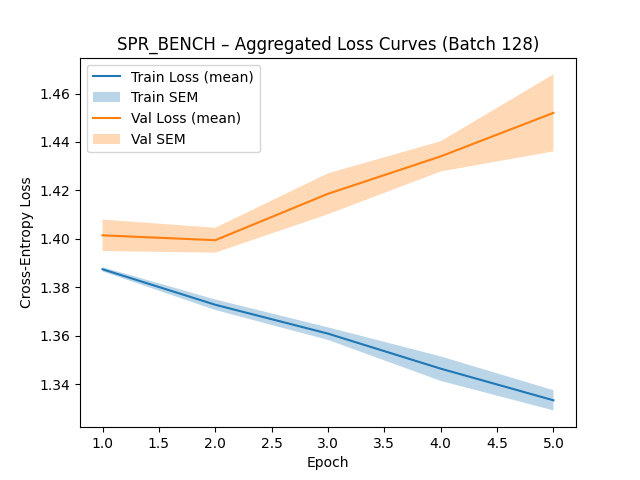 SPR_BENCH – Aggregated Loss Curves (Batch 128)
Train Loss (mean)
Train SEM
Val Loss (mean)
Val SEM
Cross-Entropy Loss
1.46
1.44
1.42
1.40
1.38
1.36
1.34
1.0 1.5 2.0 2.5 3.0 3.5 4.0 4.5 5.0
Epoch